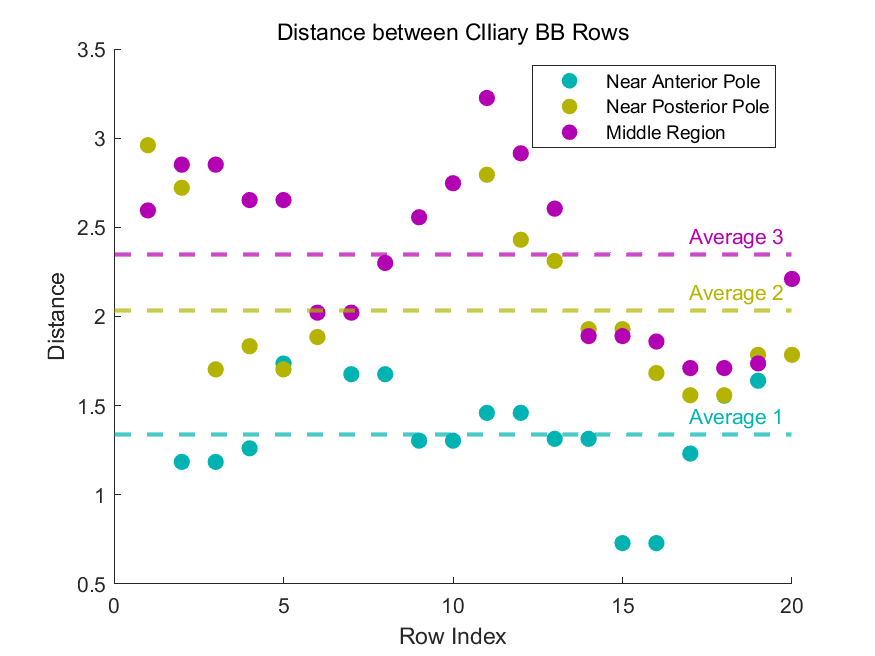 Distance between CIliary BB Rows
3.5
3
2.5
2
1.5
1
0.5
0
5
10
15
20
Distance
Row Index
Near Anterior Pole
Near Posterior Pole
Middle Region
Average 3
Average 2
Average 1